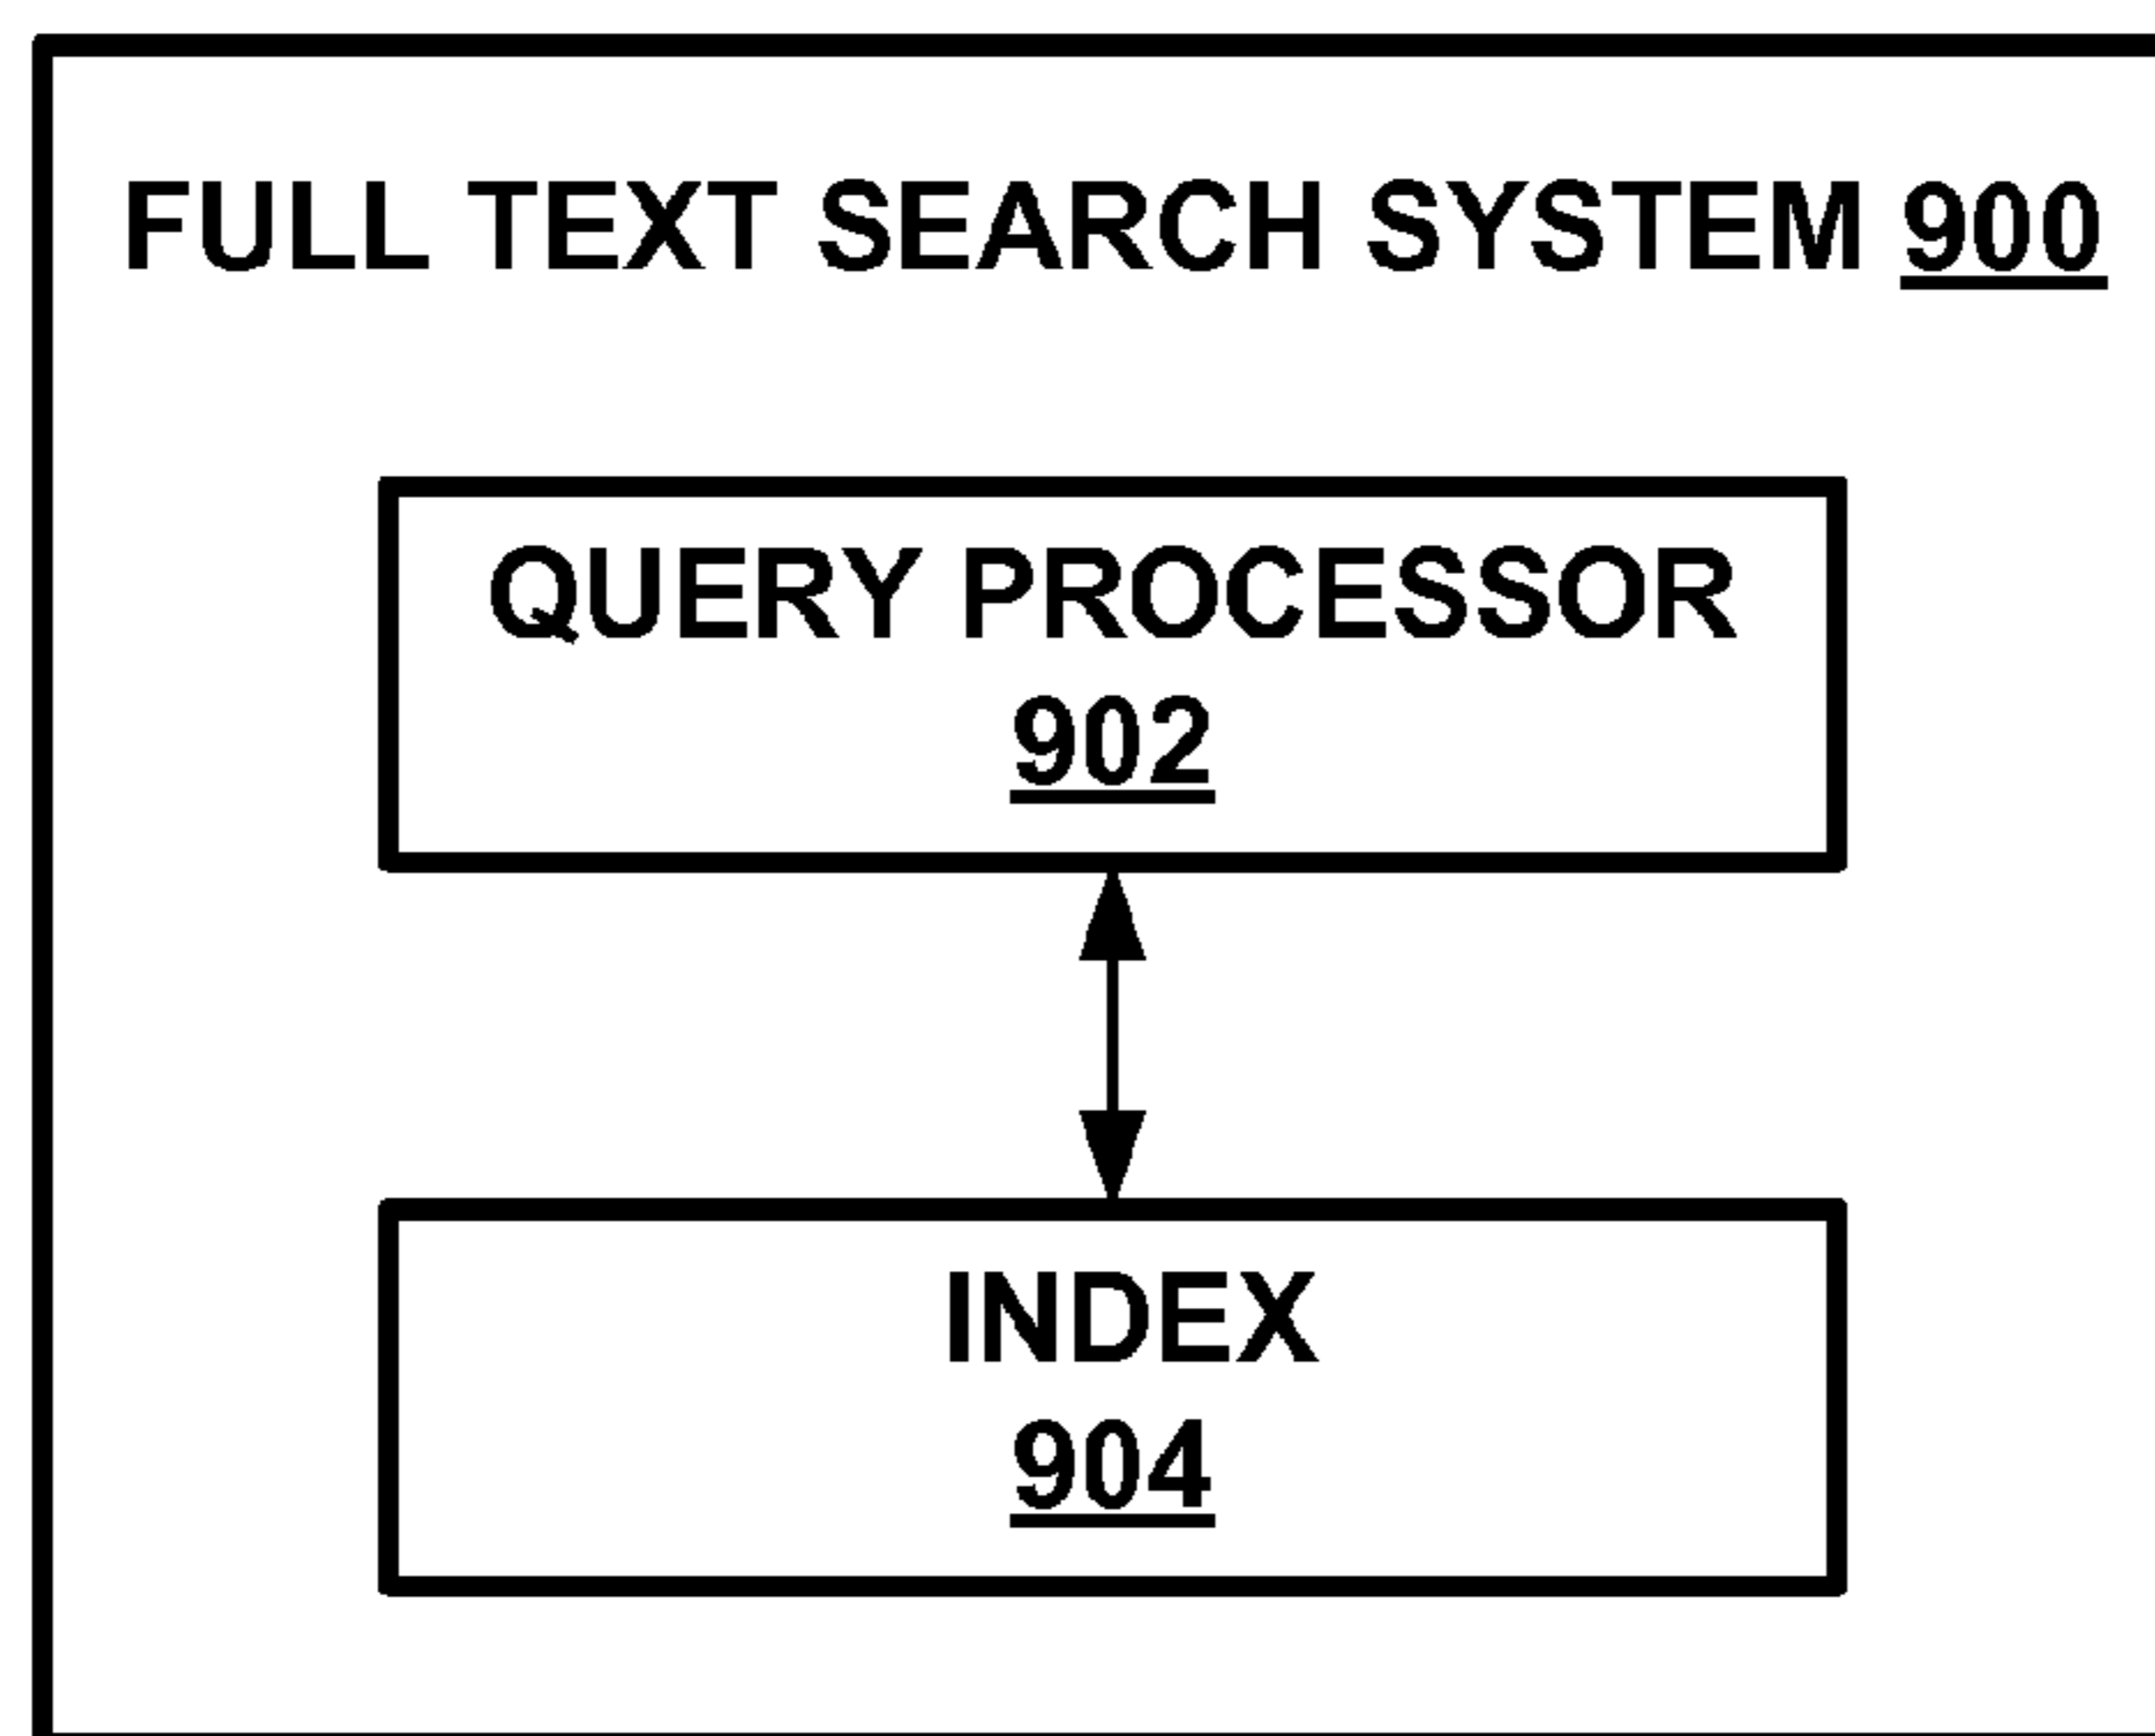 FULL TEXT SEARCH SYSTEM 900
QUERY PROCESSOR
902
INDEX
904